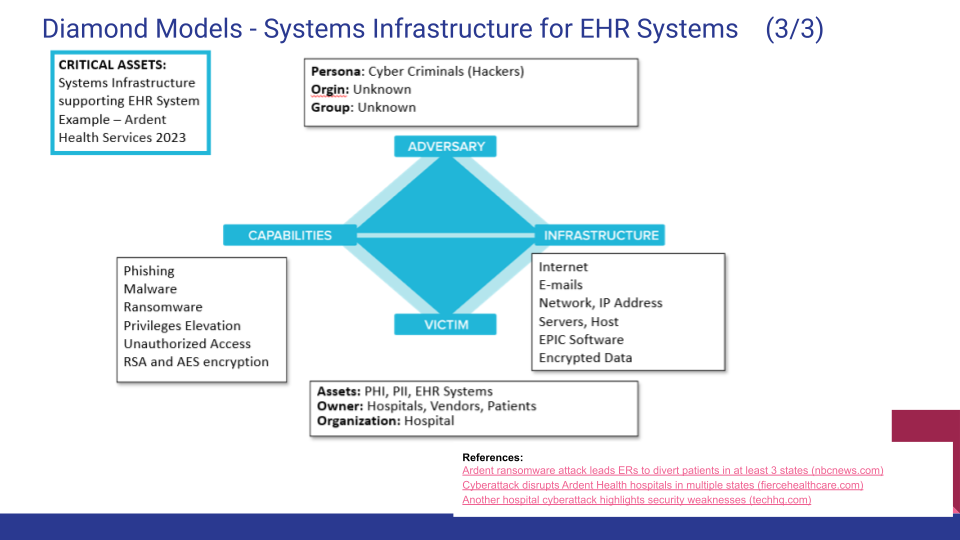 Diamond Models - Systems Infrastructure for EHR Systems (3/3)
CRITICAL ASSETS:
Systems Infrastructure
supporting EHR System
Example – Ardent
Health Services 2023
Persona: Cyber Criminals (Hackers)
Orgin: Unknown
Group: Unknown
ADVERSARY
CAPABILITIES
INFRASTRUCTURE
Phishing
Malware
Ransomware
Privileges Elevation
Unauthorized Access
RSA and AES encryption
Internet
E-mails
Network, IP Address
Servers, Host
EPIC Software
Encrypted Data
VICTIM
Assets: PHI, PII, EHR Systems
Owner: Hospitals, Vendors, Patients
Organization: Hospital
References:
Ardent ransomware attack leads ERs to divert patients in at least 3 states (nbcnews.com)
Cyberattack disrupts Ardent Health hospitals in multiple states (fiercehealthcare.com)
Another hospital cyberattack highlights security weaknesses (techhq.com)